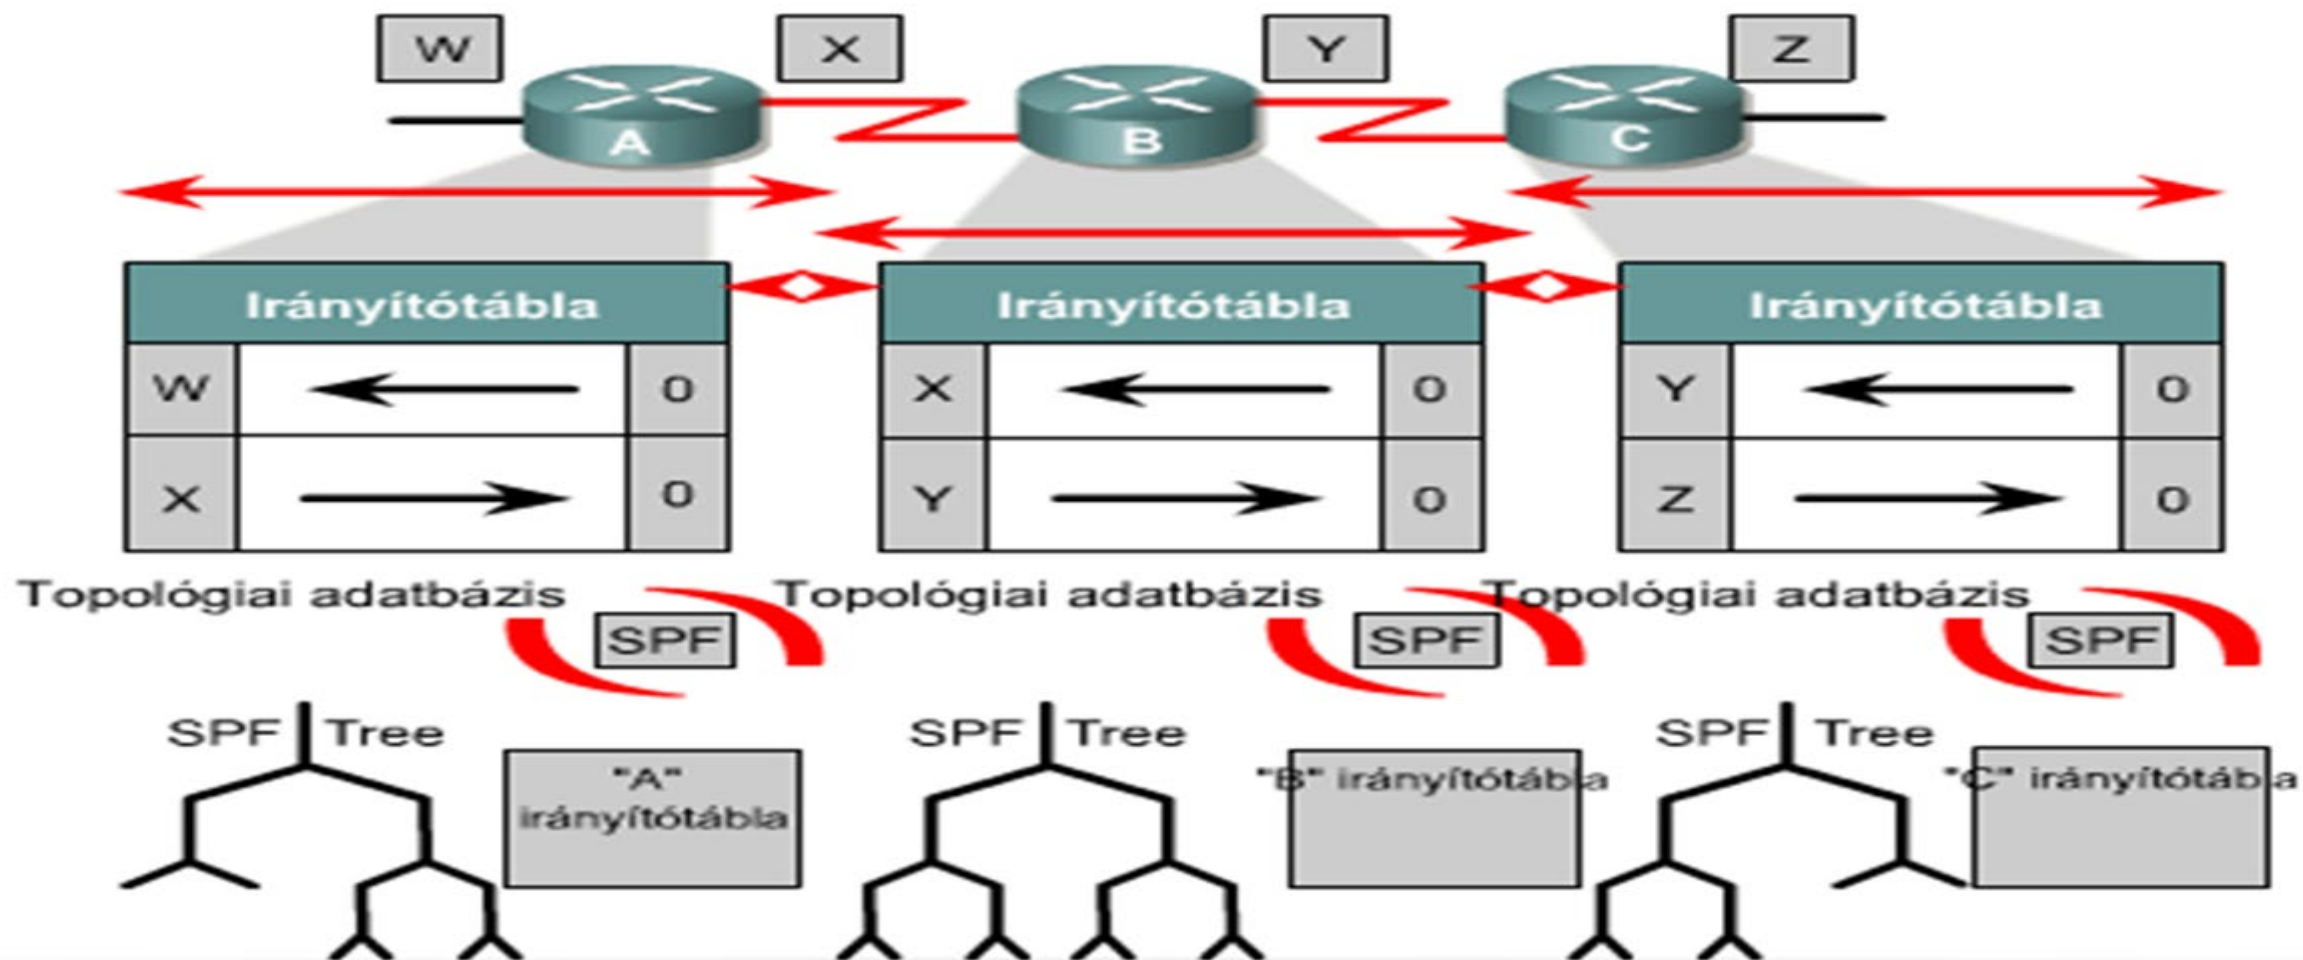 W X Y Z
A B C
Irányítótábla Irányítótábla Irányítótábla
W 0 X 0 Y 0
X 0 Y 0 Z 0
Topológiai adatbázis Topológiai adatbázis Topológiai adatbázis
SPF SPF SPF
SPF Tree SPF Tree SPF Tree
"A" "B" irányítótábla "C" irányítótábla
irányítótábla